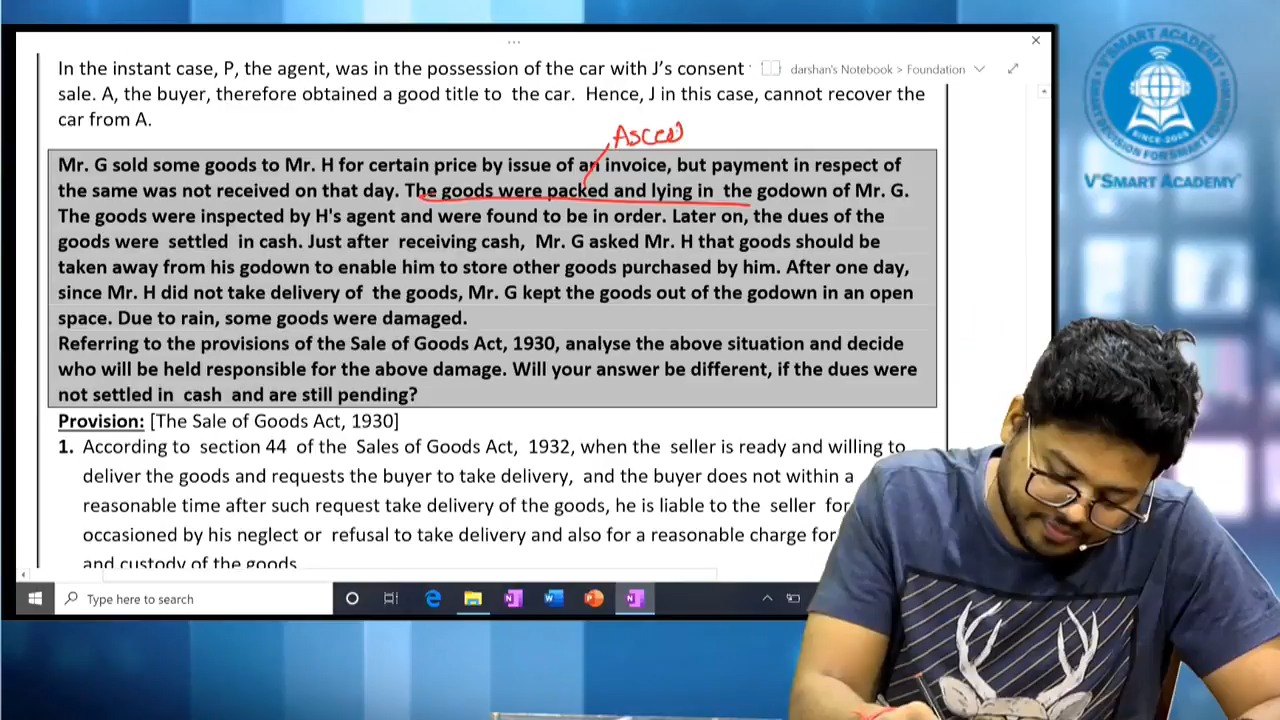 In the instant case, P, the agent, was in the possession of the car with J's consent
darshan's Notebook > Foundation
sale. A, the buyer, therefore obtained a good title to the car. Hence, J in this case, cannot recover the
car from A.
Mr. G sold some goods to Mr. H for certain price by issue of an invoice, but payment in respect of
the same was not received on that day. The goods were packed and lying in the godown of Mr. G.
The goods were inspected by H's agent and were found to be in order. Later on, the dues of the
goods were settled in cash. Just after receiving cash, Mr. G asked Mr. H that goods should be
taken away from his godown to enable him to store other goods purchased by him. After one day,
since Mr. H did not take delivery of the goods, Mr. G kept the goods out of the godown in an open
space. Due to rain, some goods were damaged.
Referring to the provisions of the Sale of Goods Act, 1930, analyse the above situation and decide
who will be held responsible for the above damage. Will your answer be different, if the dues were
not settled in cash and are still pending?
Provision: [The Sale of Goods Act, 1930]
1. According to section 44 of the Sales of Goods Act, 1932, when the seller is ready and willing to
deliver the goods and requests the buyer to take delivery, and the buyer does not within a
reasonable time after such request take delivery of the goods, he is liable to the seller for
occasioned by his neglect or refusal to take delivery and also for a reasonable charge for
and custody of the goods
Type here to search
V'SMART ACADEMY
SINCE 2005
V'SMART ACADEMY